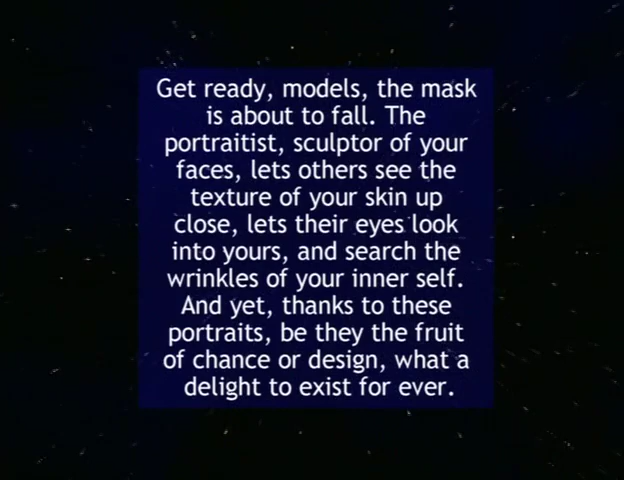 Get ready, models, the mask
is about to fall. The
portraitist, sculptor of your
faces, lets others see the
texture of your skin up
close, lets their eyes look
into yours, and search the
wrinkles of your inner self.
And yet, thanks to these
portraits, be they the fruit
of chance or design, what a
delight to exist for ever.